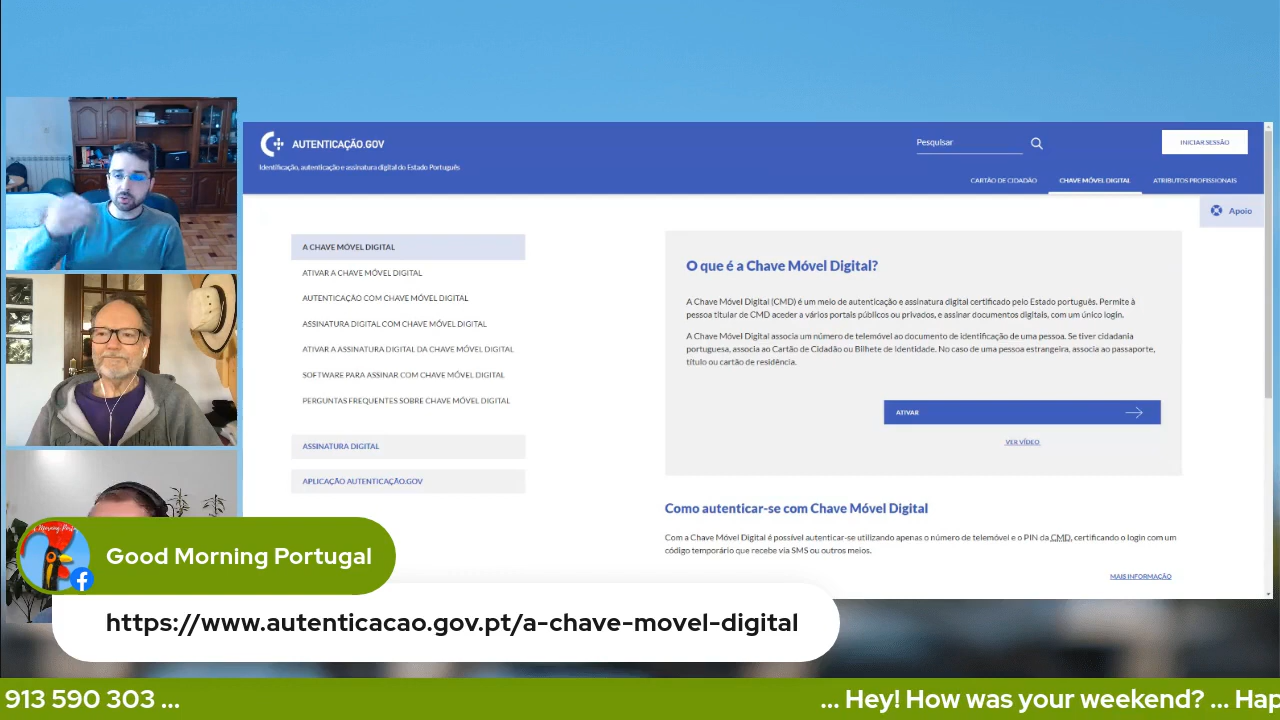 AUTENTICAÇÃO.GOV
Identificação, autenticação e assinatura digital do Estado Português
Pesquisar
INICIAR SESSÃO
CARTÃO DE CIDADÃO
CHAVE MÓVEL DIGITAL
ATRIBUTOS PROFISSIONAIS
Apoio
A CHAVE MÓVEL DIGITAL
ATIVAR A CHAVE MÓVEL DIGITAL
AUTENTICAÇÃO COM CHAVE MÓVEL DIGITAL
ASSINATURA DIGITAL COM CHAVE MÓVEL DIGITAL
ATIVAR A ASSINATURA DIGITAL DA CHAVE MÓVEL DIGITAL
SOFTWARE PARA ASSINAR COM CHAVE MÓVEL DIGITAL
PERGUNTAS FREQUENTES SOBRE CHAVE MÓVEL DIGITAL
ASSINATURA DIGITAL
APLICAÇÃO AUTENTICAÇÃO.GOV
O que é a Chave Móvel Digital?
A Chave Móvel Digital (CMD) é um meio de autenticação e assinatura digital certificado pelo Estado português. Permite à
pessoa titular de CMD aceder a vários portais públicos ou privados, e assinar documentos digitais, com um único login.
A Chave Móvel Digital associa um número de telemóvel ao documento de identificação de uma pessoa. Se tiver cidadania
portuguesa, associa ao Cartão de Cidadão ou Bilhete de Identidade. No caso de uma pessoa estrangeira, associa ao passaporte,
título ou cartão de residência.
ATIVAR
VER VÍDEO
Como autenticar-se com Chave Móvel Digital
Com a Chave Móvel Digital é possível autenticar-se utilizando apenas o número de telemóvel e o PIN da CMD, certificando o login com um
código temporário que recebe via SMS ou outros meios.
MAIS INFORMAÇÃO
Good Morning Portugal
https://www.autenticacao.gov.pt/a-chave-movel-digital
913 590 303 ...
... Hey! How was your weekend? ... Hap